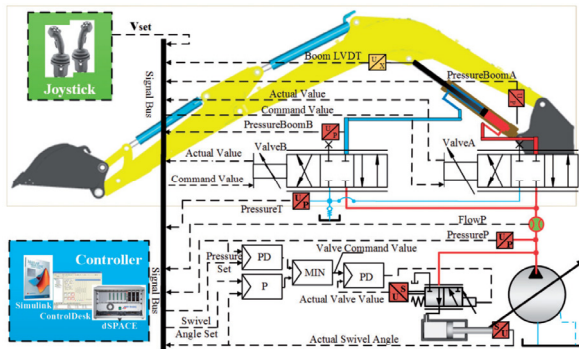 Vset
Joystick
Signal Bus
Boom LVDT
U
PressureBoomA
Actual Value
Command Value
PressureBoomB
Actual Value
ValveB
ValveA
Command Value
PressureT
U
P
FlowP
PressureP
U
P
Controller
Simulink
ControlDesk
dSPACE
Signal Bus
Pressure
Set
PD
P
MIN
Valve Command Value
PD
Actual Valve Value
S
U
Swivel
Angle Set
Actual Swivel Angle
S
U